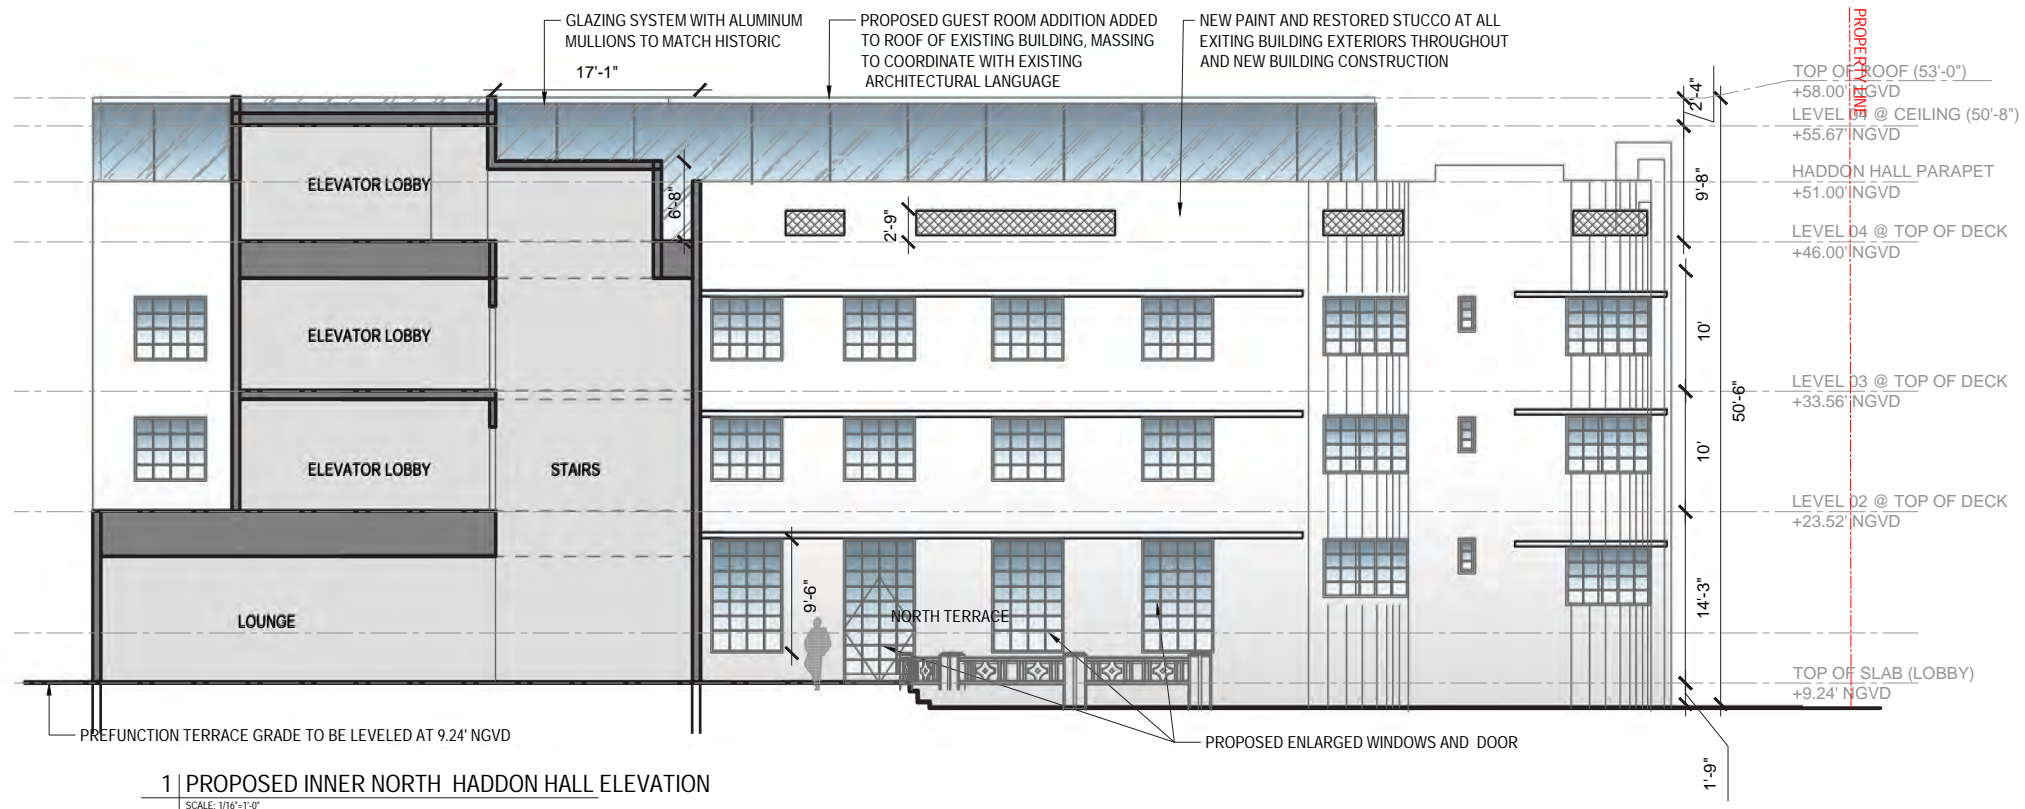 GLAZING SYSTEM WITH ALUMINUM
MULLIONS TO MATCH HISTORIC
PROPOSED GUEST ROOM ADDITION ADDED
TO ROOF OF EXISTING BUILDING, MASSING
TO COORDINATE WITH EXISTING
ARCHITECTURAL LANGUAGE
NEW PAINT AND RESTORED STUCCO AT ALL
EXITING BUILDING EXTERIORS THROUGHOUT
AND NEW BUILDING CONSTRUCTION
PROPERTY LINE
17'-1"
2'-4"
TOP OF ROOF (53'-0")
+58.00' NGVD
LEVEL 04 @ CEILING (50'-8")
+55.67' NGVD
HADDON HALL PARAPET
+51.00' NGVD
ELEVATOR LOBBY
6'-8"
2'-9"
9'-8"
LEVEL 04 @ TOP OF DECK
+46.00' NGVD
ELEVATOR LOBBY
10'
LEVEL 03 @ TOP OF DECK
+33.56' NGVD
50'-6"
ELEVATOR LOBBY
STAIRS
10'
LEVEL 02 @ TOP OF DECK
+23.52' NGVD
9'-6"
14'-3"
LOUNGE
NORTH TERRACE
TOP OF SLAB (LOBBY)
+9.24' NGVD
PREFUNCTION TERRACE GRADE TO BE LEVELED AT 9.24' NGVD
PROPOSED ENLARGED WINDOWS AND DOOR
1'-9"
1 PROPOSED INNER NORTH HADDON HALL ELEVATION
SCALE: 1/16"=1'-0"